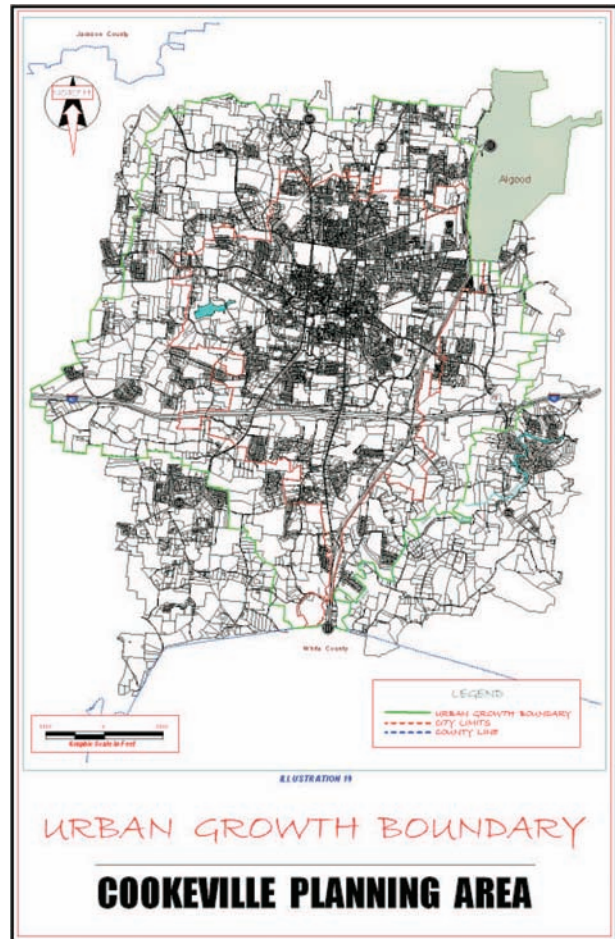 Jackson County
NORTH
Algood
White County
LEGEND
URBAN GROWTH BOUNDARY
CITY LIMITS
COUNTY LINE
Graphic Scale in Feet
ILLUSTRATION 19
URBAN GROWTH BOUNDARY
COOKEVILLE PLANNING AREA